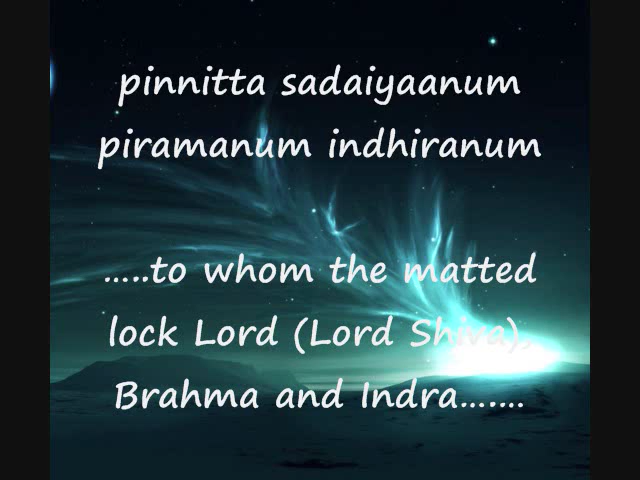 pinnitta sadaiyaanum
piramanum indhiranum
.....to whom the matted
lock Lord (Lord Shiva),
Brahma and Indra.......